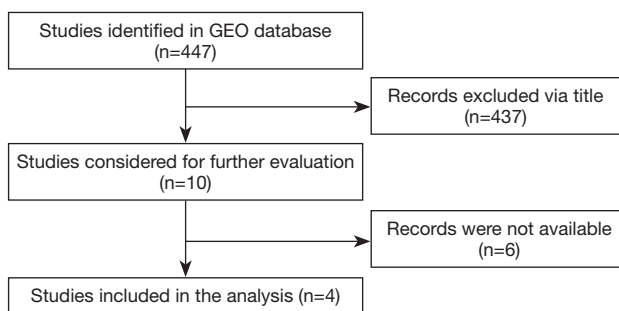 Studies identified in GEO database
(n=447)
Records excluded via title
(n=437)
Studies considered for further evaluation
(n=10)
Records were not available
(n=6)
Studies included in the analysis (n=4)